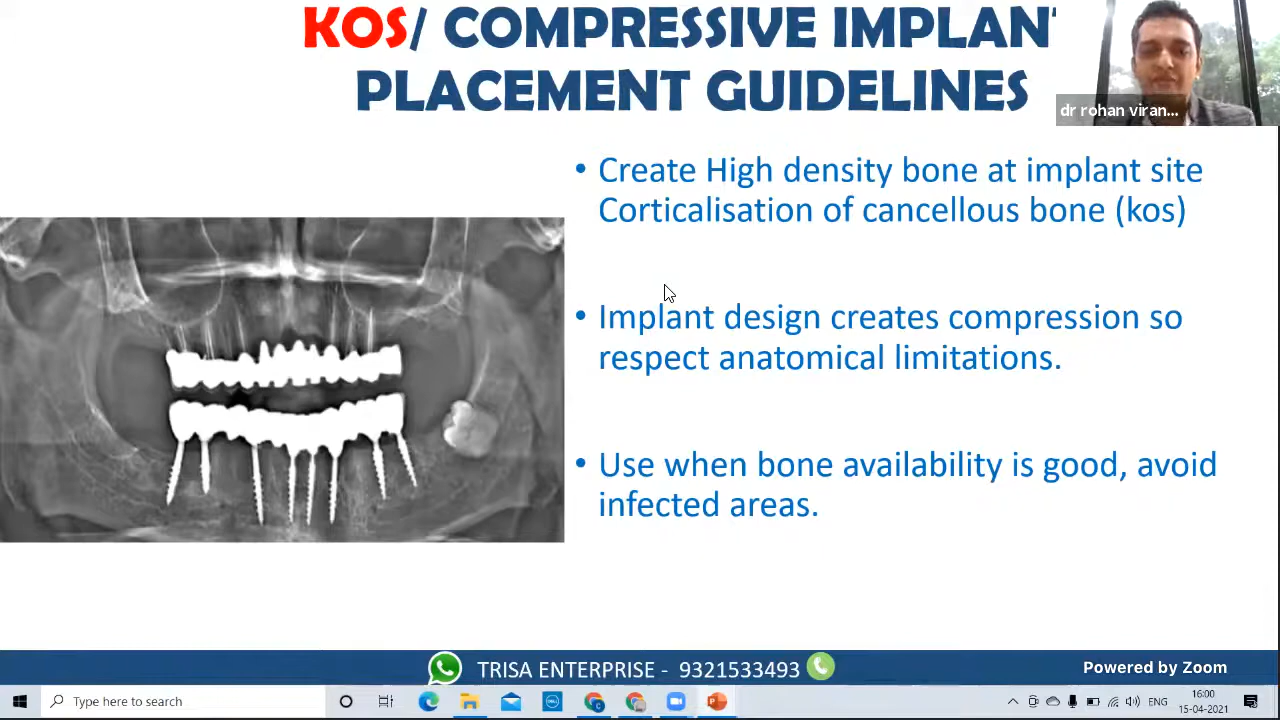 KOS/ COMPRESSIVE IMPLANT
PLACEMENT GUIDELINES
dr rohan viran...
• Create High density bone at implant site
Corticalisation of cancellous bone (kos)
• Implant design creates compression so
respect anatomical limitations.
• Use when bone availability is good, avoid
infected areas.
TRISA ENTERPRISE - 9321533493
Powered by Zoom
Type here to search
ENG
16:00
15-04-2021